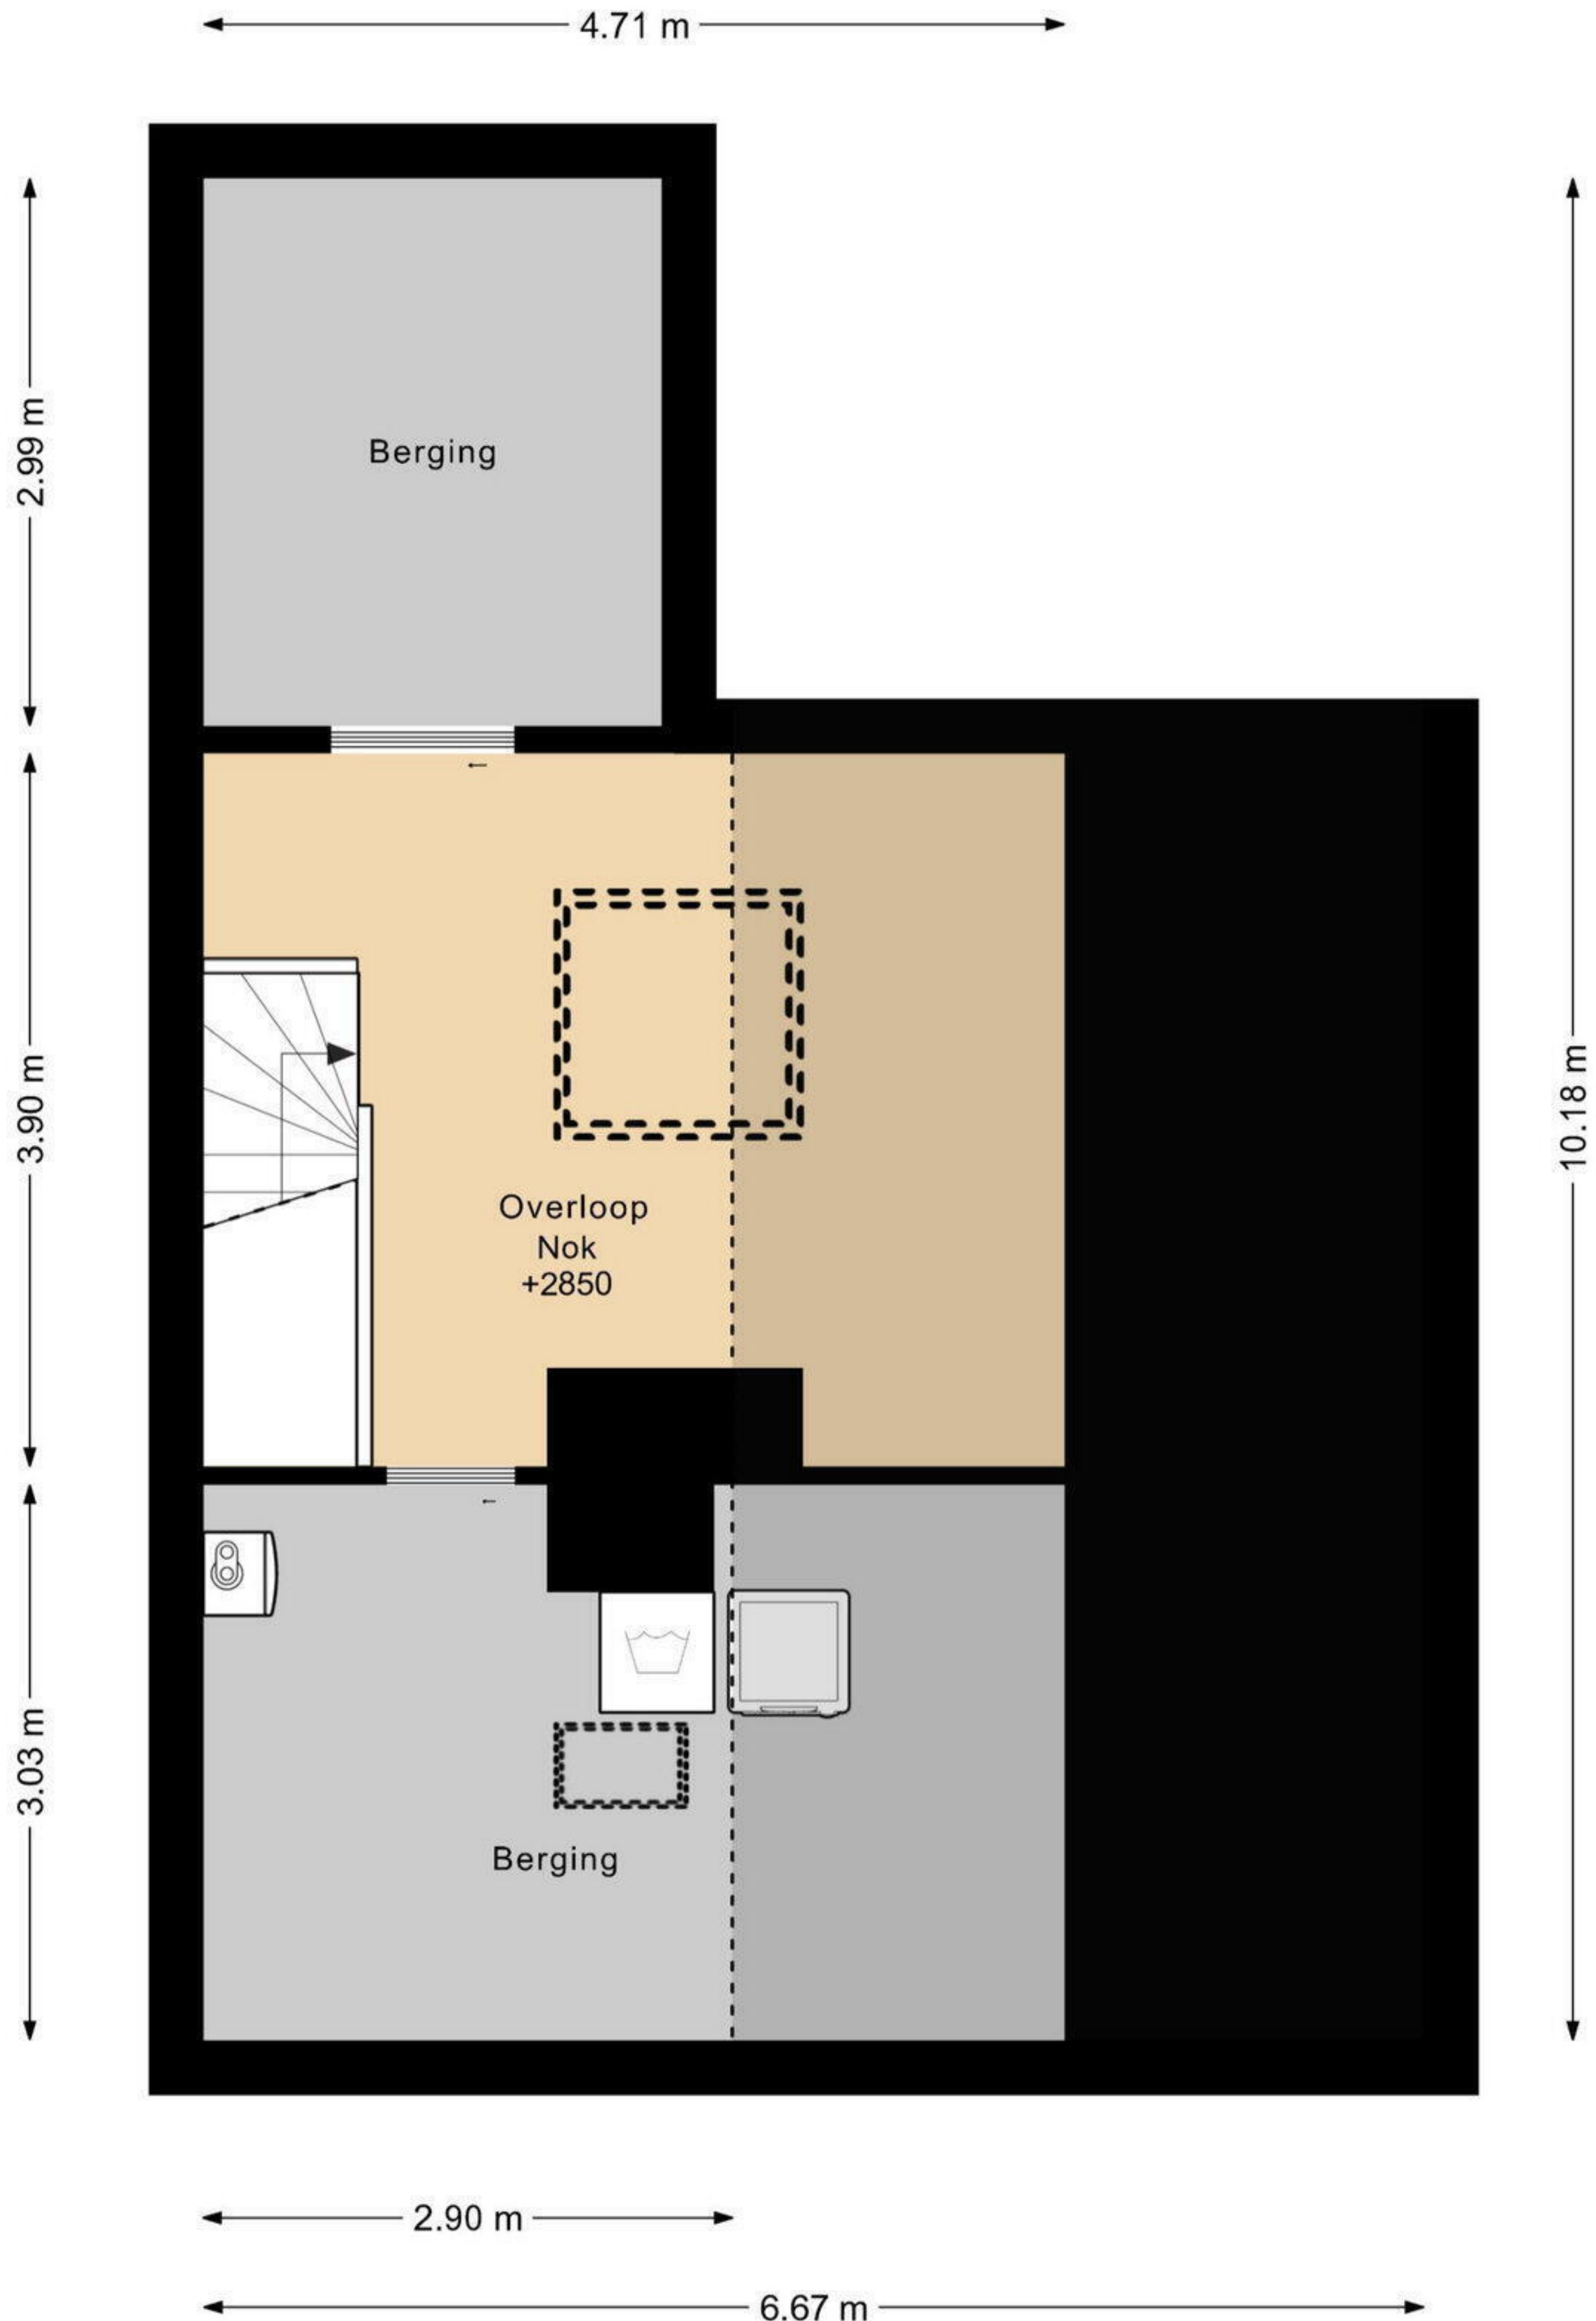 4.71 m
2.99 m
Berging
3.90 m
10.18 m
Overloop
Nok
+2850
3.03 m
Berging
2.90 m
6.67 m